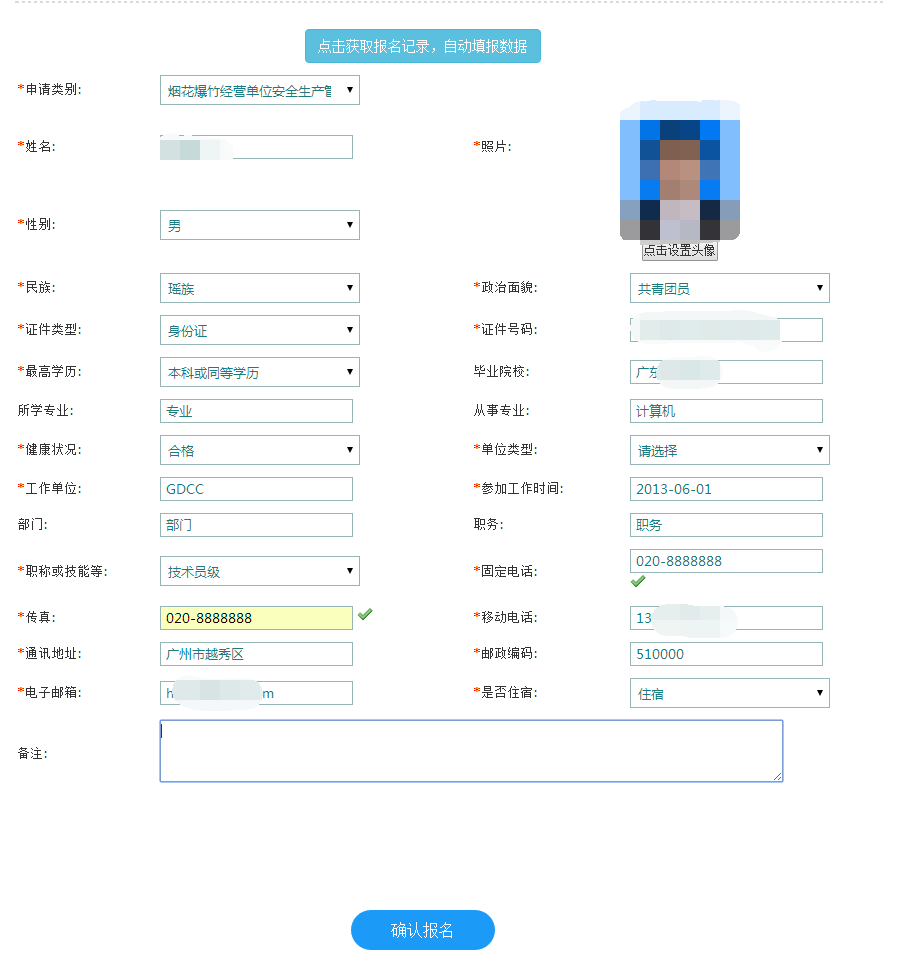 点击获取报名记录，自动填报数据
*申请类别: 烟花爆竹经营单位安全生产管
*姓名: *照片:
*性别: 男 点击设置头像
*民族: 瑶族 *政治面貌: 共青团员
*证件类型: 身份证 *证件号码:
*最高学历: 本科或同等学历 毕业院校: 广东
所学专业: 专业 从事专业: 计算机
*健康状况: 合格 *单位类型: 请选择
*工作单位: GDCC *参加工作时间: 2013-06-01
部门: 部门 职务: 职务
*职称或技能等: 技术员级 *固定电话: 020-8888888
*传真: 020-8888888 *移动电话: 13
*通讯地址: 广州市越秀区 *邮政编码: 510000
*电子邮箱: h m *是否住宿: 住宿
备注:
确认报名